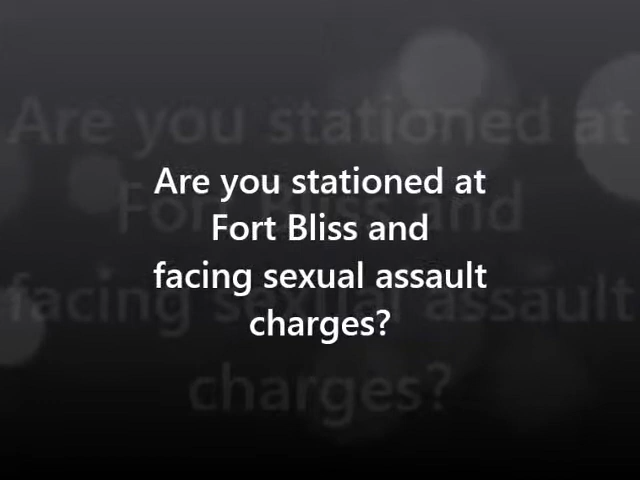 Are you stationed at
Fort Bliss and
facing sexual assault
charges?